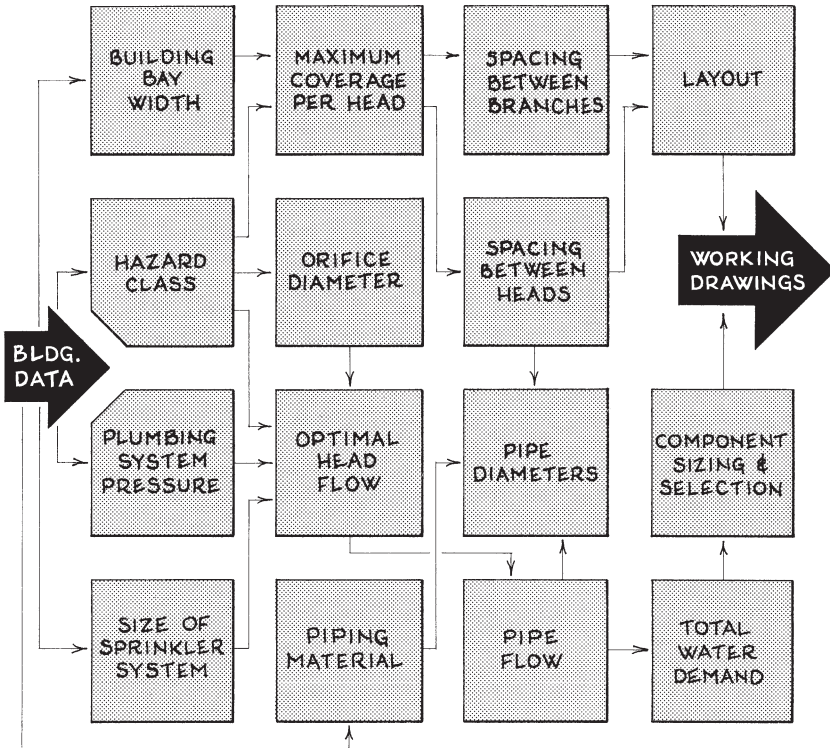 BUILDING
BAY
WIDTH
MAXIMUM
COVERAGE
PER HEAD
SPACING
BETWEEN
BRANCHES
LAYOUT
HAZARD
CLASS
ORIFICE
DIAMETER
SPACING
BETWEEN
HEADS
WORKING
DRAWINGS
BLDG.
DATA
PLUMBING
SYSTEM
PRESSURE
OPTIMAL
HEAD
FLOW
PIPE
DIAMETERS
COMPONENT
SIZING &
SELECTION
SIZE OF
SPRINKLER
SYSTEM
PIPING
MATERIAL
PIPE
FLOW
TOTAL
WATER
DEMAND